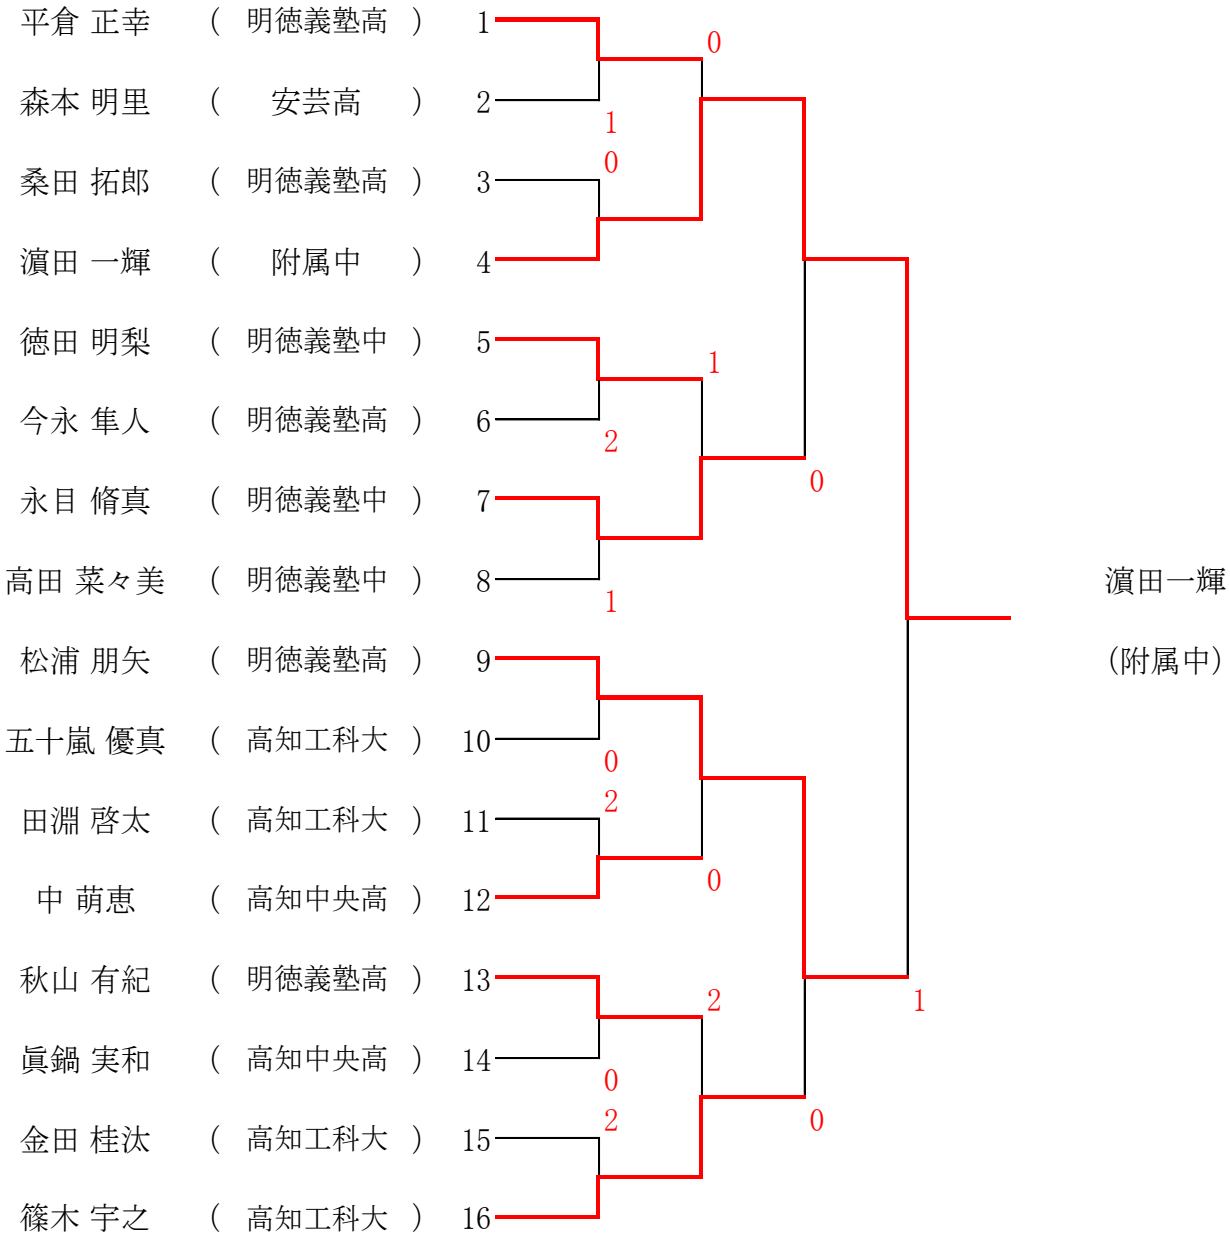 平倉 正幸 ( 明徳義塾高 ) 1
0
森本 明里 ( 安芸高 ) 2
1
0
桑田 拓郎 ( 明徳義塾高 ) 3
濵田 一輝 ( 附属中 ) 4
徳田 明梨 ( 明徳義塾中 ) 5
1
今永 隼人 ( 明徳義塾高 ) 6
2
0
永目 脩真 ( 明徳義塾中 ) 7
高田 菜々美 ( 明徳義塾中 ) 8
1
濵田一輝
(附属中)
松浦 朋矢 ( 明徳義塾高 ) 9
五十嵐 優真 ( 高知工科大 ) 10
0
2
田淵 啓太 ( 高知工科大 ) 11
0
中 萌恵 ( 高知中央高 ) 12
秋山 有紀 ( 明徳義塾高 ) 13
2
1
眞鍋 実和 ( 高知中央高 ) 14
0
2
0
金田 桂汰 ( 高知工科大 ) 15
篠木 宇之 ( 高知工科大 ) 16